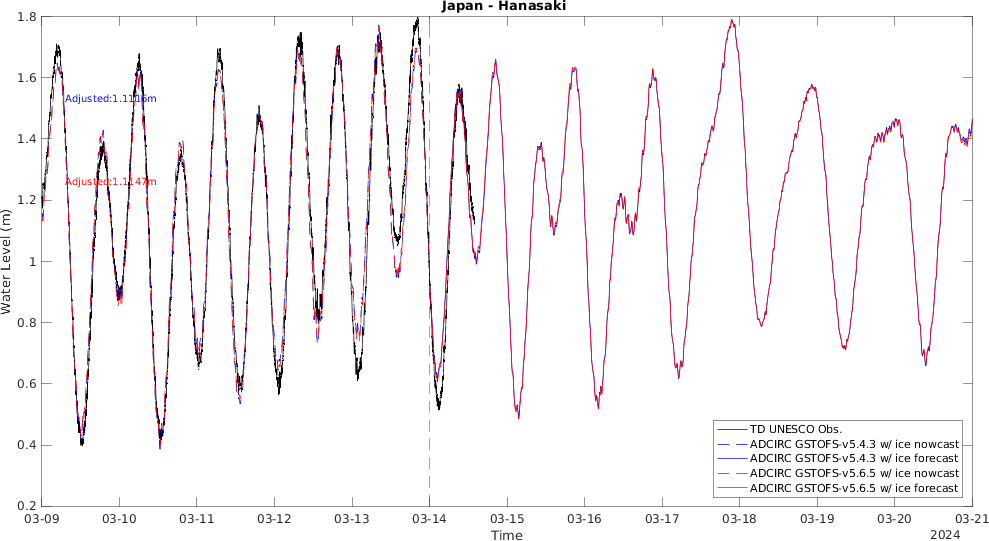 Japan - Hanasaki
1.8
1.6
1.4
1.2
1
0.8
0.6
0.4
0.2
Water Level (m)
Adjusted:1.1116m
Adjusted:1.1147m
TD UNESCO Obs.
ADCIRC GSTOFS-v5.4.3 w/ ice nowcast
ADCIRC GSTOFS-v5.4.3 w/ ice forecast
ADCIRC GSTOFS-v5.6.5 w/ ice nowcast
ADCIRC GSTOFS-v5.6.5 w/ ice forecast
03-09 03-10 03-11 03-12 03-13 03-14 03-15 03-16 03-17 03-18 03-19 03-20 03-21
Time
2024